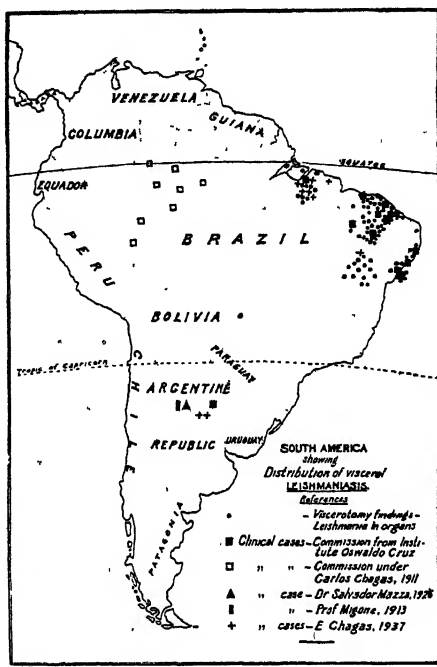 VENEZUELA
GUIANA
COLUMBIA
EQUATOR
EQUADOR
PERU
BRAZIL
BOLIVIA
PARAGUAY
Tropic of Capricorn
CHILE
ARGENTINE
REPUBLIC
URUGUAY
PATAGONIA
SOUTH AMERICA
showing
Distribution of visceral
LEISHMANIASIS
References
• – Viscerotomy findings –
Leishmania in organs
■ Clinical cases – Commission from Insti-
tute Oswaldo Cruz
□ „ „ – Commission under
Carlos Chagas, 1911
▲ „ case – Dr Salvador Mazza, 1926
▮ „ – Prof Migone, 1913
+ „ cases – E Chagas, 1937